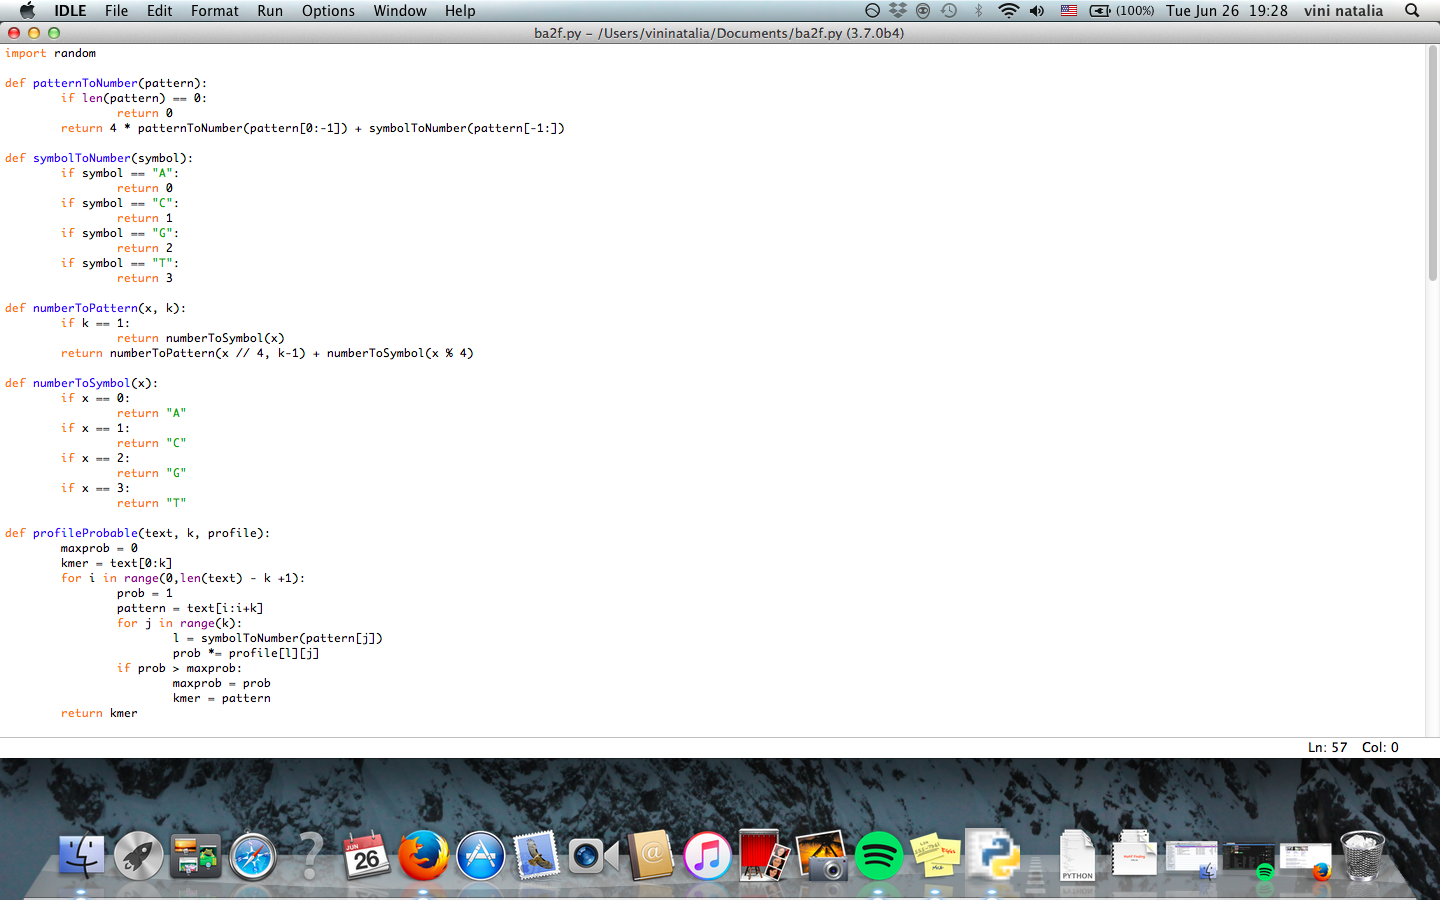 IDLE File Edit Format Run Options Window Help (100%) Tue Jun 26 19:28 vini natalia
ba2f.py – /Users/vininatalia/Documents/ba2f.py (3.7.0b4)
import random
def patternToNumber(pattern):
if len(pattern) == 0:
return 0
return 4 * patternToNumber(pattern[0:-1]) + symbolToNumber(pattern[-1:])
def symbolToNumber(symbol):
if symbol == "A":
return 0
if symbol == "C":
return 1
if symbol == "G":
return 2
if symbol == "T":
return 3
def numberToPattern(x, k):
if k == 1:
return numberToSymbol(x)
return numberToPattern(x // 4, k-1) + numberToSymbol(x % 4)
def numberToSymbol(x):
if x == 0:
return "A"
if x == 1:
return "C"
if x == 2:
return "G"
if x == 3:
return "T"
def profileProbable(text, k, profile):
maxprob = 0
kmer = text[0:k]
for i in range(0,len(text) - k +1):
prob = 1
pattern = text[i:i+k]
for j in range(k):
l = symbolToNumber(pattern[j])
prob *= profile[l][j]
if prob > maxprob:
maxprob = prob
kmer = pattern
return kmer
Ln: 57 Col: 0
JUN
26
PYTHON